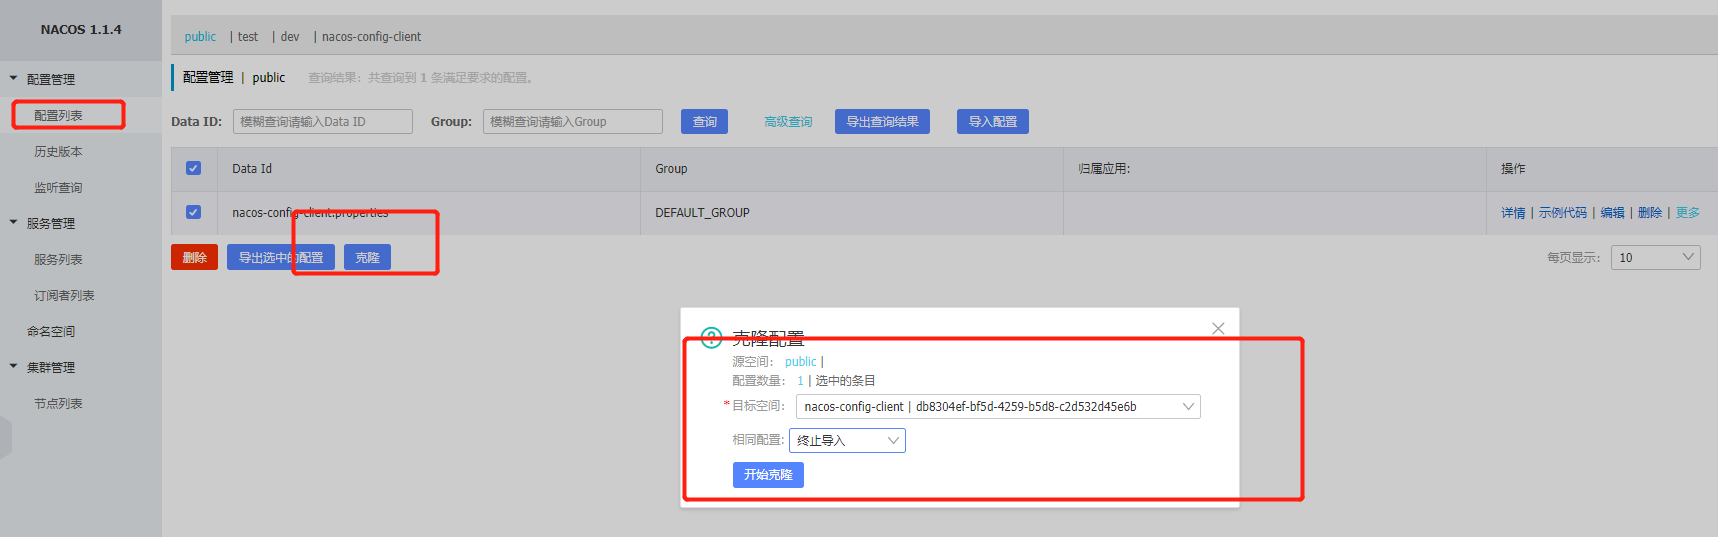 NACOS 1.1.4
配置管理
配置列表
历史版本
监听查询
服务管理
服务列表
订阅者列表
命名空间
集群管理
节点列表
public | test | dev | nacos-config-client
配置管理 | public 查询结果：共查询到 1 条满足要求的配置。
Data ID: 模糊查询请输入Data ID Group: 模糊查询请输入Group 查询 高级查询 导出查询结果 导入配置
Data Id Group 归属应用: 操作
nacos-config-client.properties DEFAULT_GROUP 详情 | 示例代码 | 编辑 | 删除 | 更多
删除 导出选中的配置 克隆 每页显示: 10
克隆配置
源空间: public |
配置数量: 1 | 选中的条目
* 目标空间: nacos-config-client | db8304ef-bf5d-4259-b5d8-c2d532d45e6b
相同配置: 终止导入
开始克隆